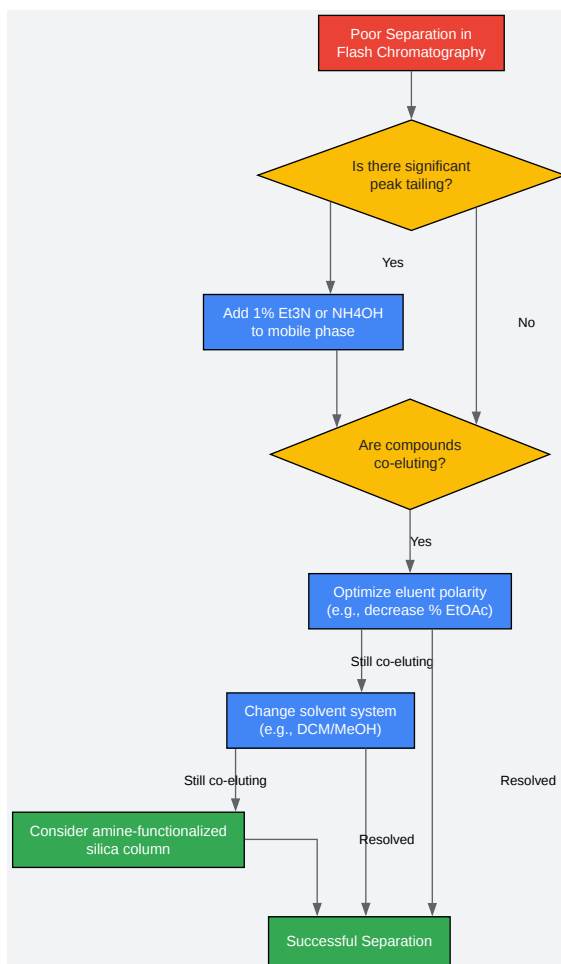 Poor Separation in
Flash Chromatography
Is there significant
peak tailing?
Yes
Add 1% Et3N or NH4OH
to mobile phase
No
Are compounds
co-eluting?
Yes
Optimize eluent polarity
(e.g., decrease % EtOAc)
Still co-eluting
Change solvent system
(e.g., DCM/MeOH)
Still co-eluting
Resolved
Consider amine-functionalized
silica column
Resolved
Successful Separation